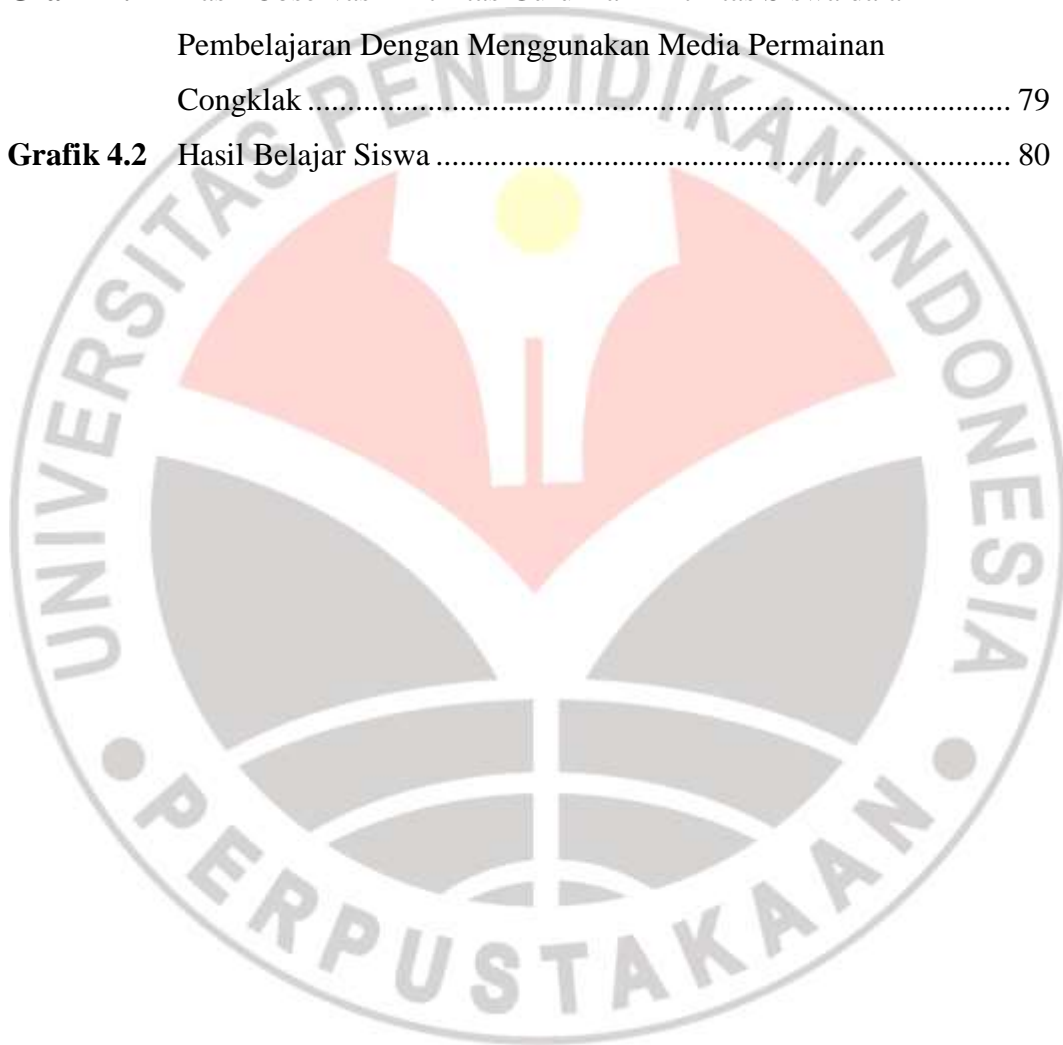 Pembelajaran Dengan Menggunakan Media Permainan
Congklak ........................................................................................ 79
Grafik 4.2 Hasil Belajar Siswa ........................................................................ 80
UNIVERSITAS PENDIDIKAN INDONESIA
PERPUSTAKAAN